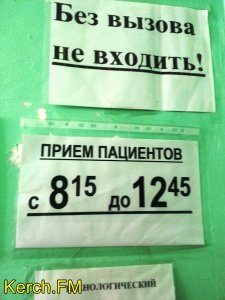 Без вызова
не входить!
ПРИЕМ ПАЦИЕНТОВ
с 8¹⁵ до 12⁴⁵
Kerch.FM